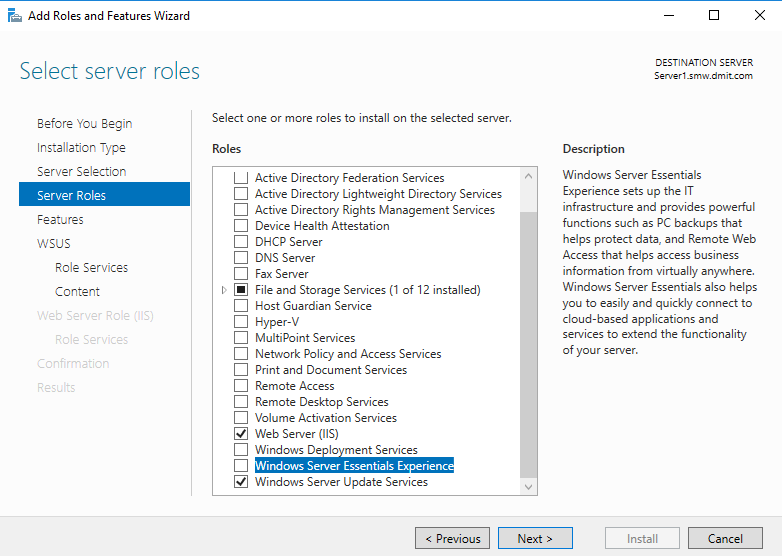 Add Roles and Features Wizard
Select server roles
DESTINATION SERVER
Server1.smw.dmit.com
Before You Begin
Installation Type
Server Selection
Server Roles
Features
WSUS
Role Services
Content
Web Server Role (IIS)
Role Services
Confirmation
Results
Select one or more roles to install on the selected server.
Roles
Active Directory Federation Services
Active Directory Lightweight Directory Services
Active Directory Rights Management Services
Device Health Attestation
DHCP Server
DNS Server
Fax Server
File and Storage Services (1 of 12 installed)
Host Guardian Service
Hyper-V
MultiPoint Services
Network Policy and Access Services
Print and Document Services
Remote Access
Remote Desktop Services
Volume Activation Services
Web Server (IIS)
Windows Deployment Services
Windows Server Essentials Experience
Windows Server Update Services
Description
Windows Server Essentials
Experience sets up the IT
infrastructure and provides powerful
functions such as PC backups that
helps protect data, and Remote Web
Access that helps access business
information from virtually anywhere.
Windows Server Essentials also helps
you to easily and quickly connect to
cloud-based applications and
services to extend the functionality
of your server.
< Previous
Next >
Install
Cancel